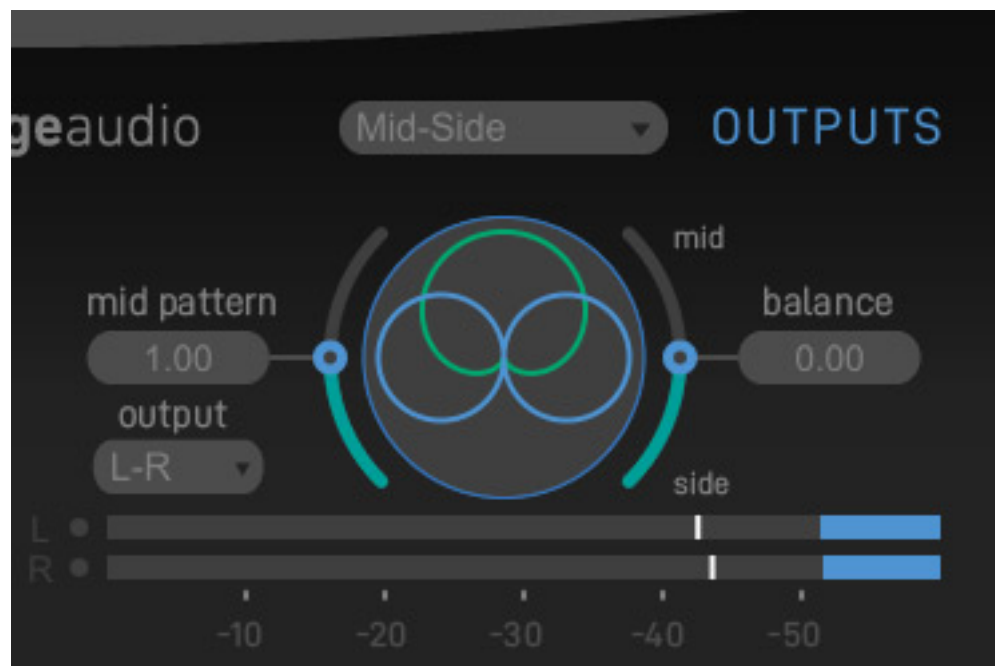 geaudio
Mid-Side
OUTPUTS
mid
mid pattern
balance
1.00
0.00
output
L-R
side
L
R
-10 -20 -30 -40 -50